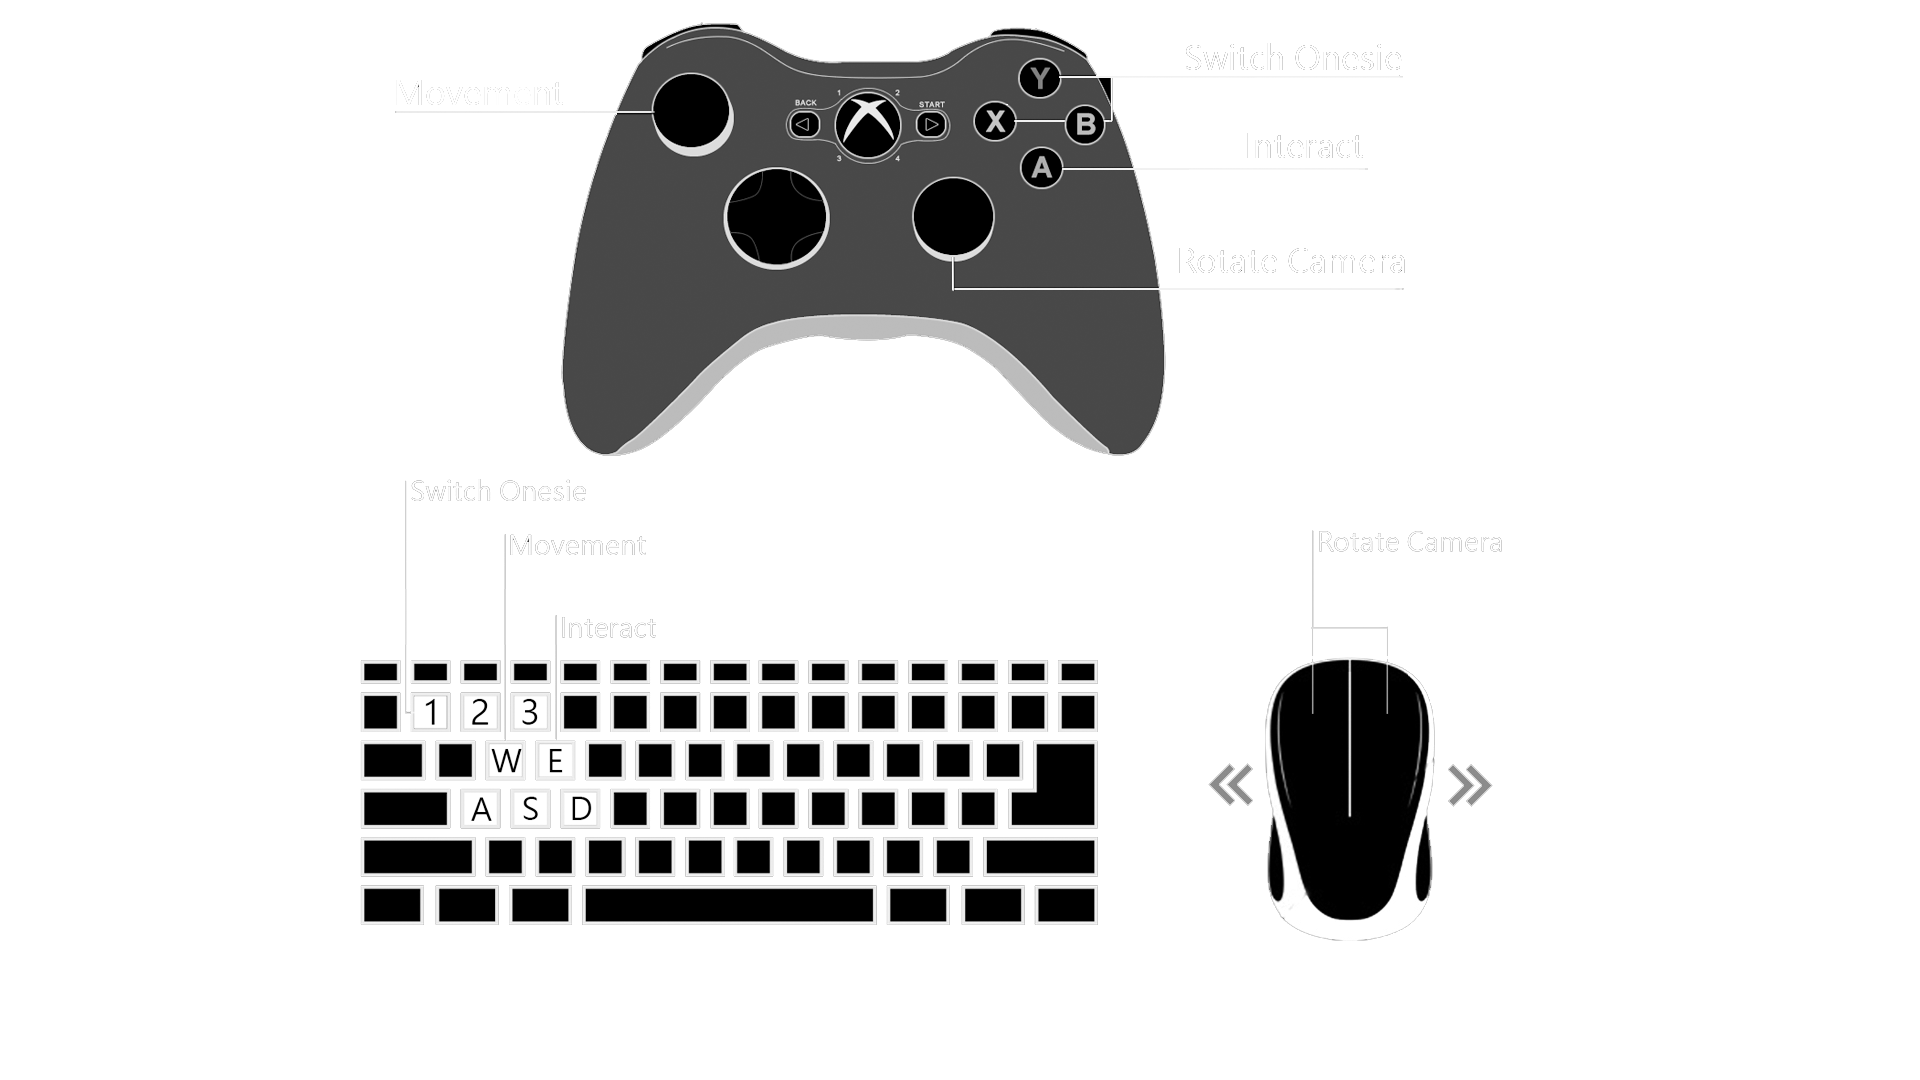 Switch Onesie
Movement
Y
BACK
1
2
START
X
B
Interact
3
4
A
Rotate Camera
Switch Onesie
Movement
Rotate Camera
Interact
1 2 3
W E
A S D